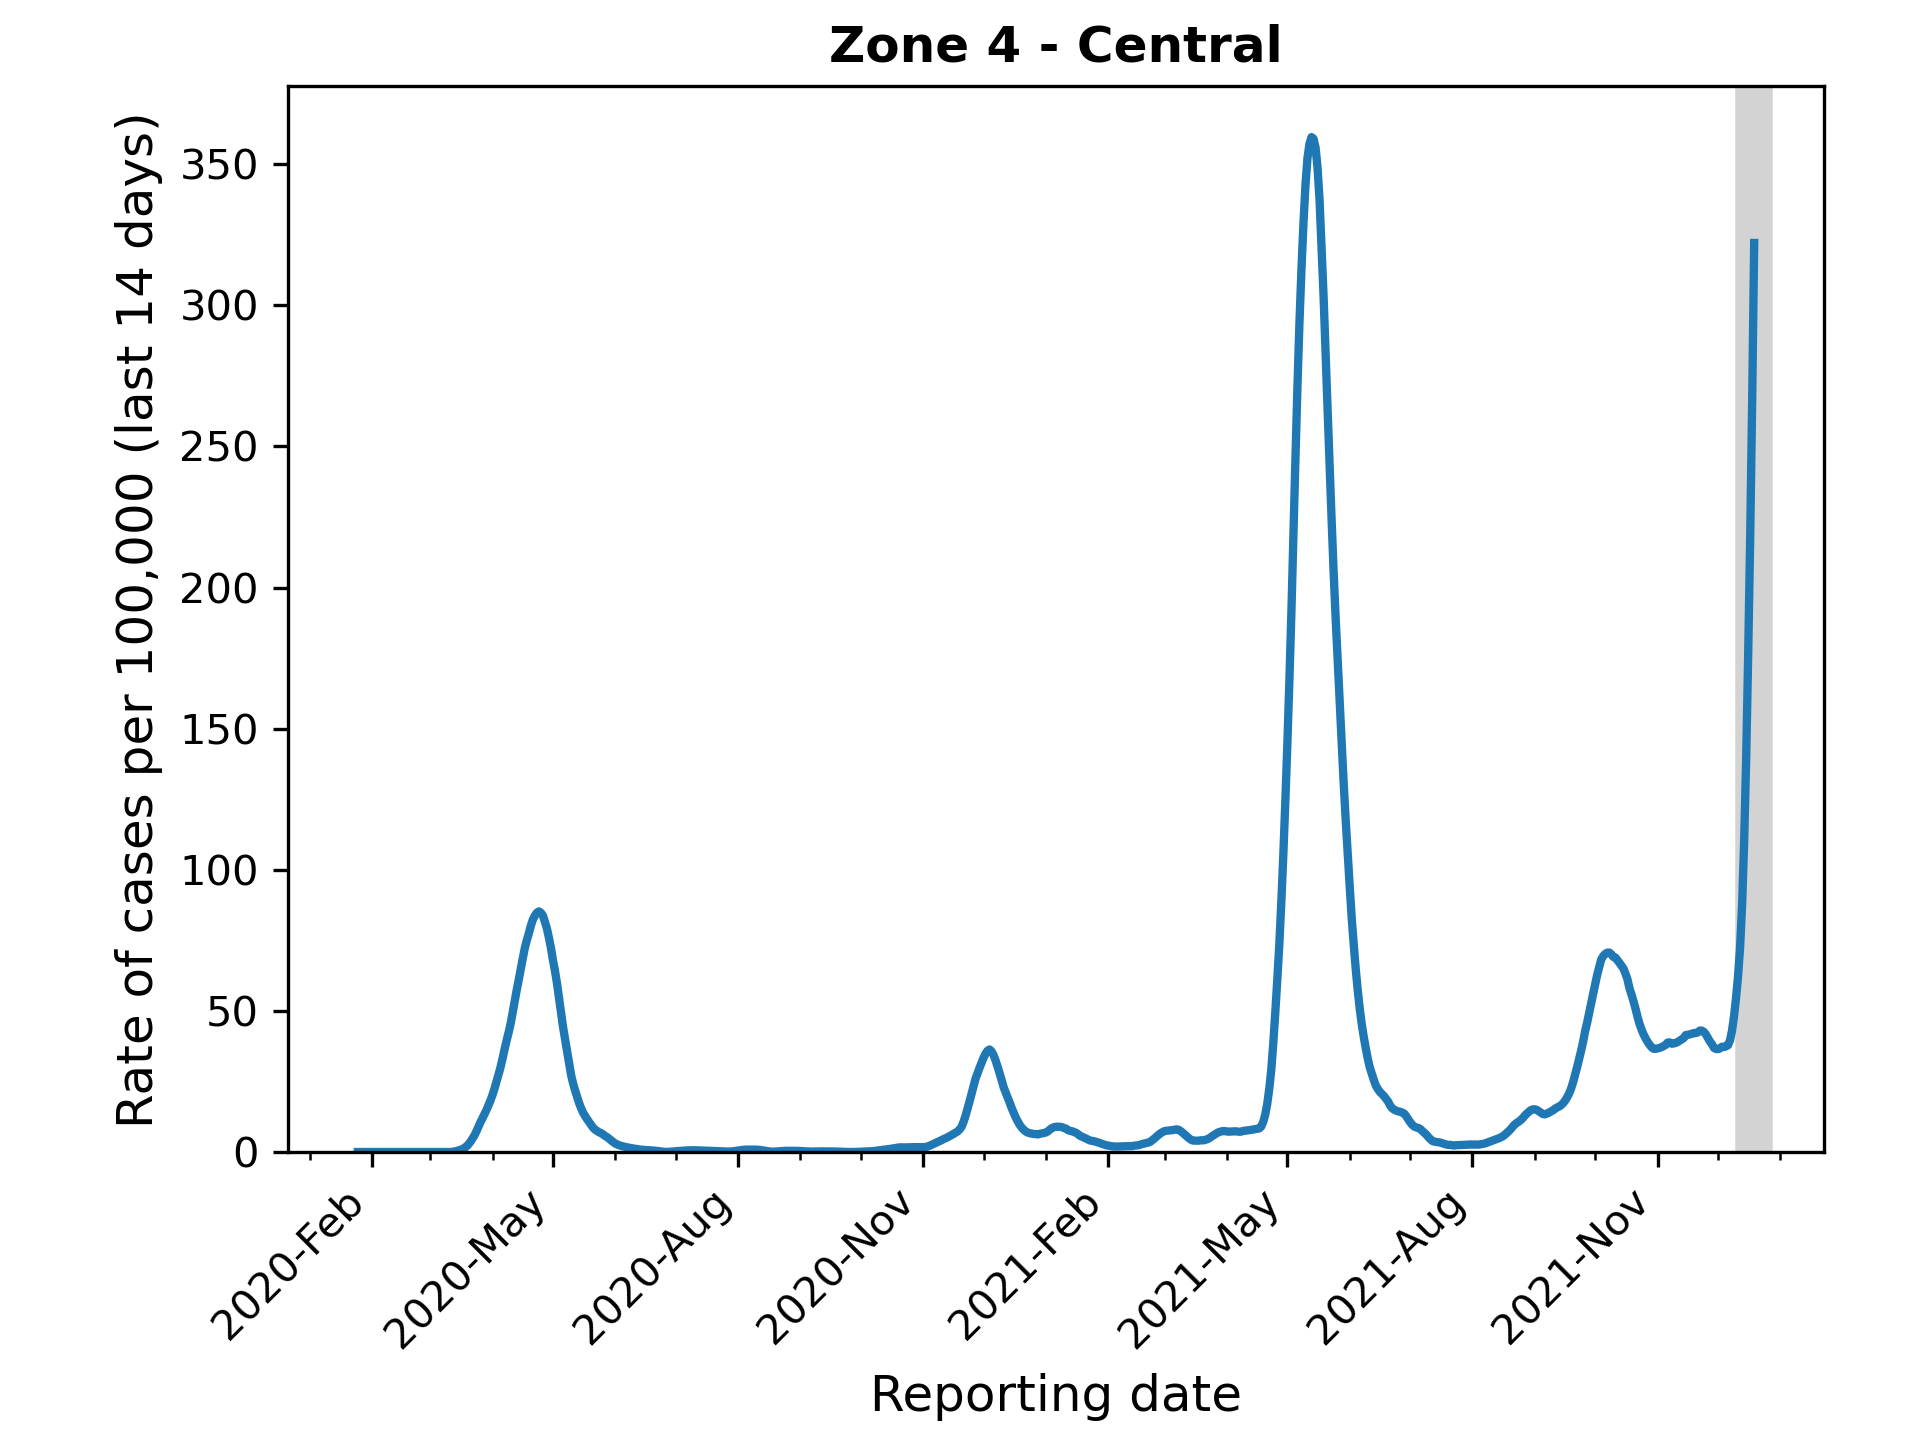 Zone 4 - Central
Rate of cases per 100,000 (last 14 days)
350
300
250
200
150
100
50
0
2020-Feb
2020-May
2020-Aug
2020-Nov
2021-Feb
2021-May
2021-Aug
2021-Nov
Reporting date